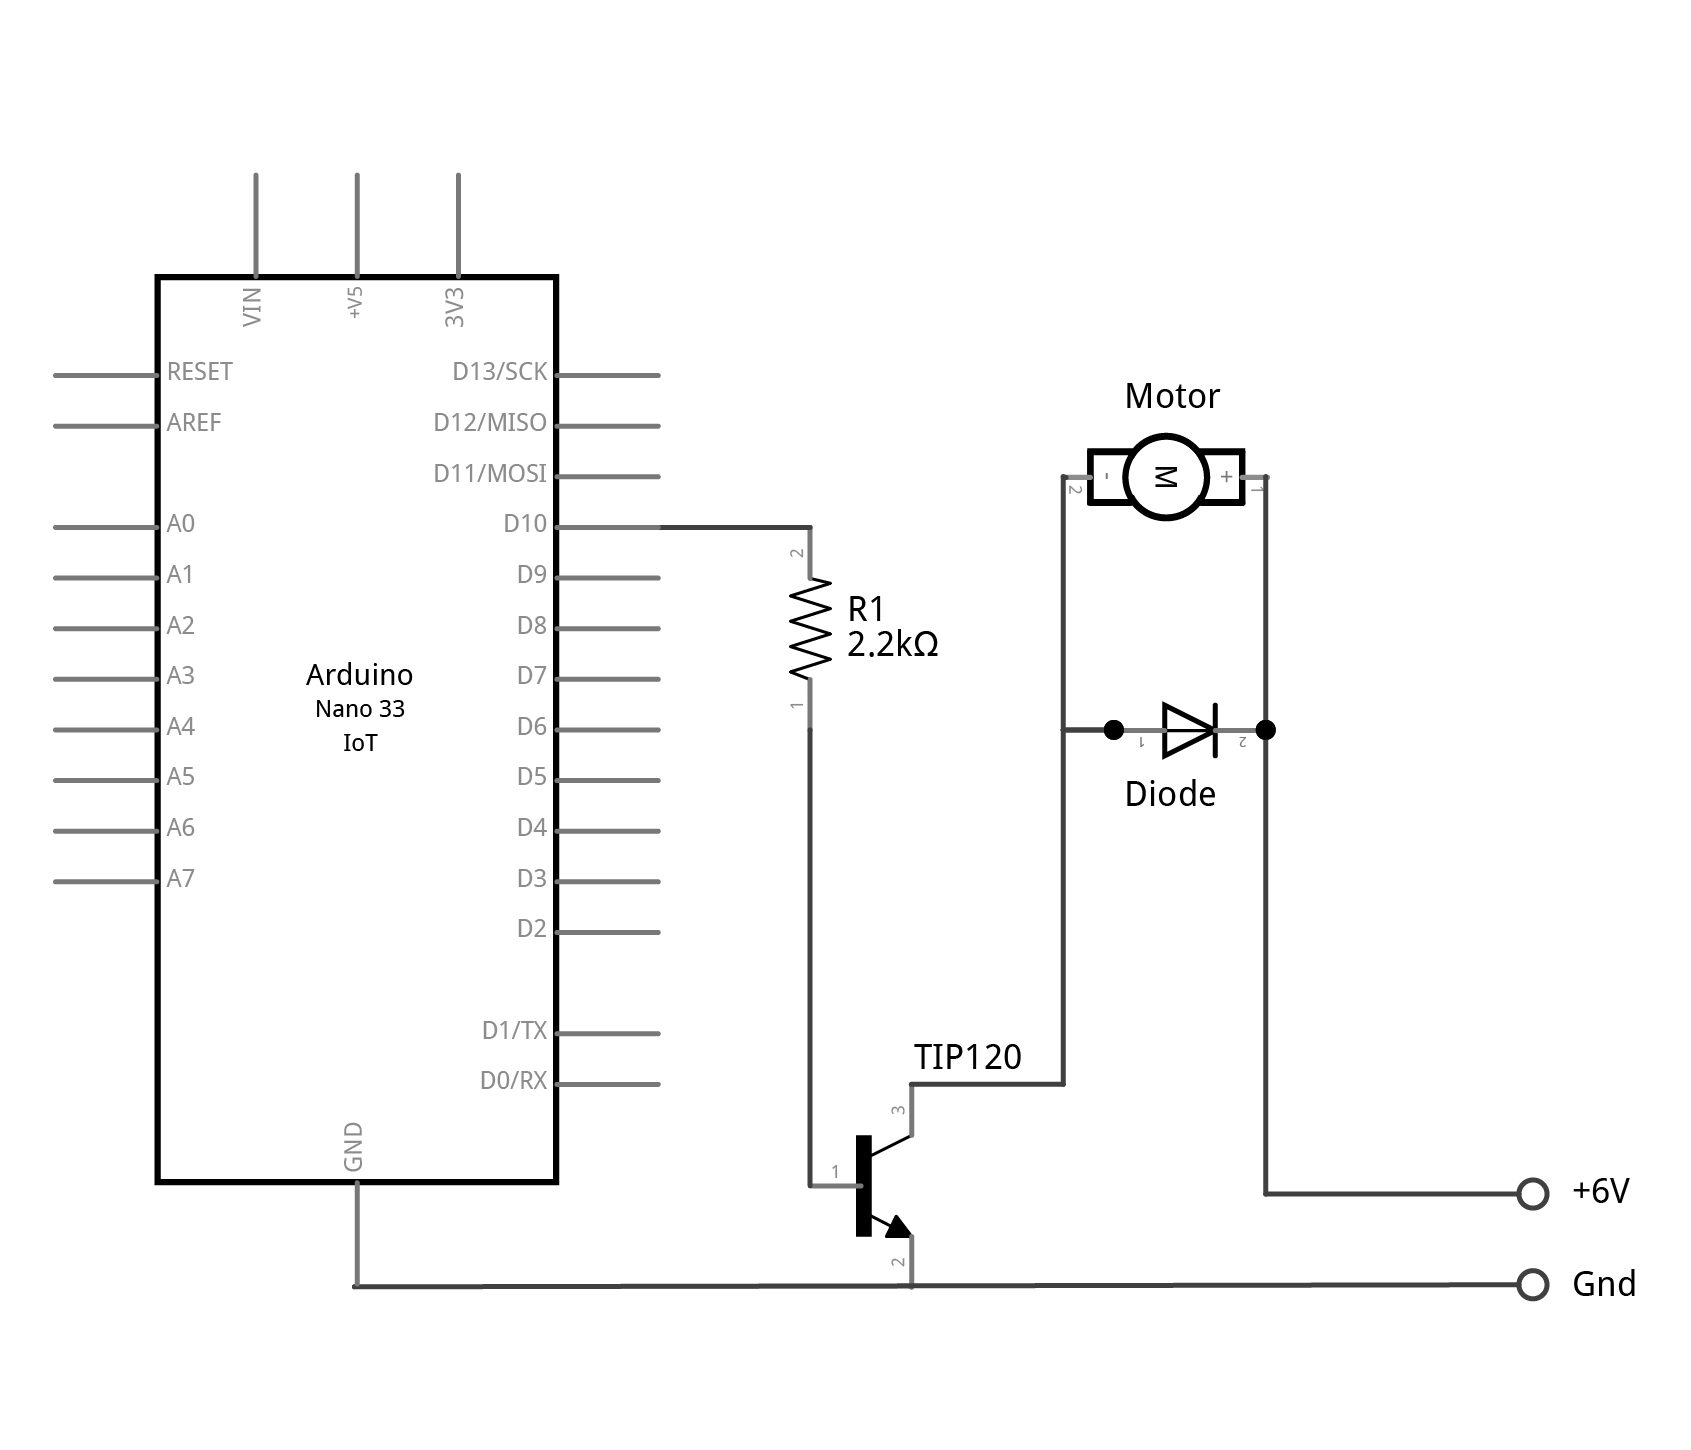 VIN
+V5
3V3
RESET
AREF
A0
A1
A2
A3
A4
A5
A6
A7
D13/SCK
D12/MISO
D11/MOSI
D10
D9
D8
D7
D6
D5
D4
D3
D2
D1/TX
D0/RX
GND
Arduino
Nano 33
IoT
2
R1
2.2kΩ
1
Motor
2
-
M
+
1
1
2
Diode
TIP120
3
1
2
+6V
Gnd